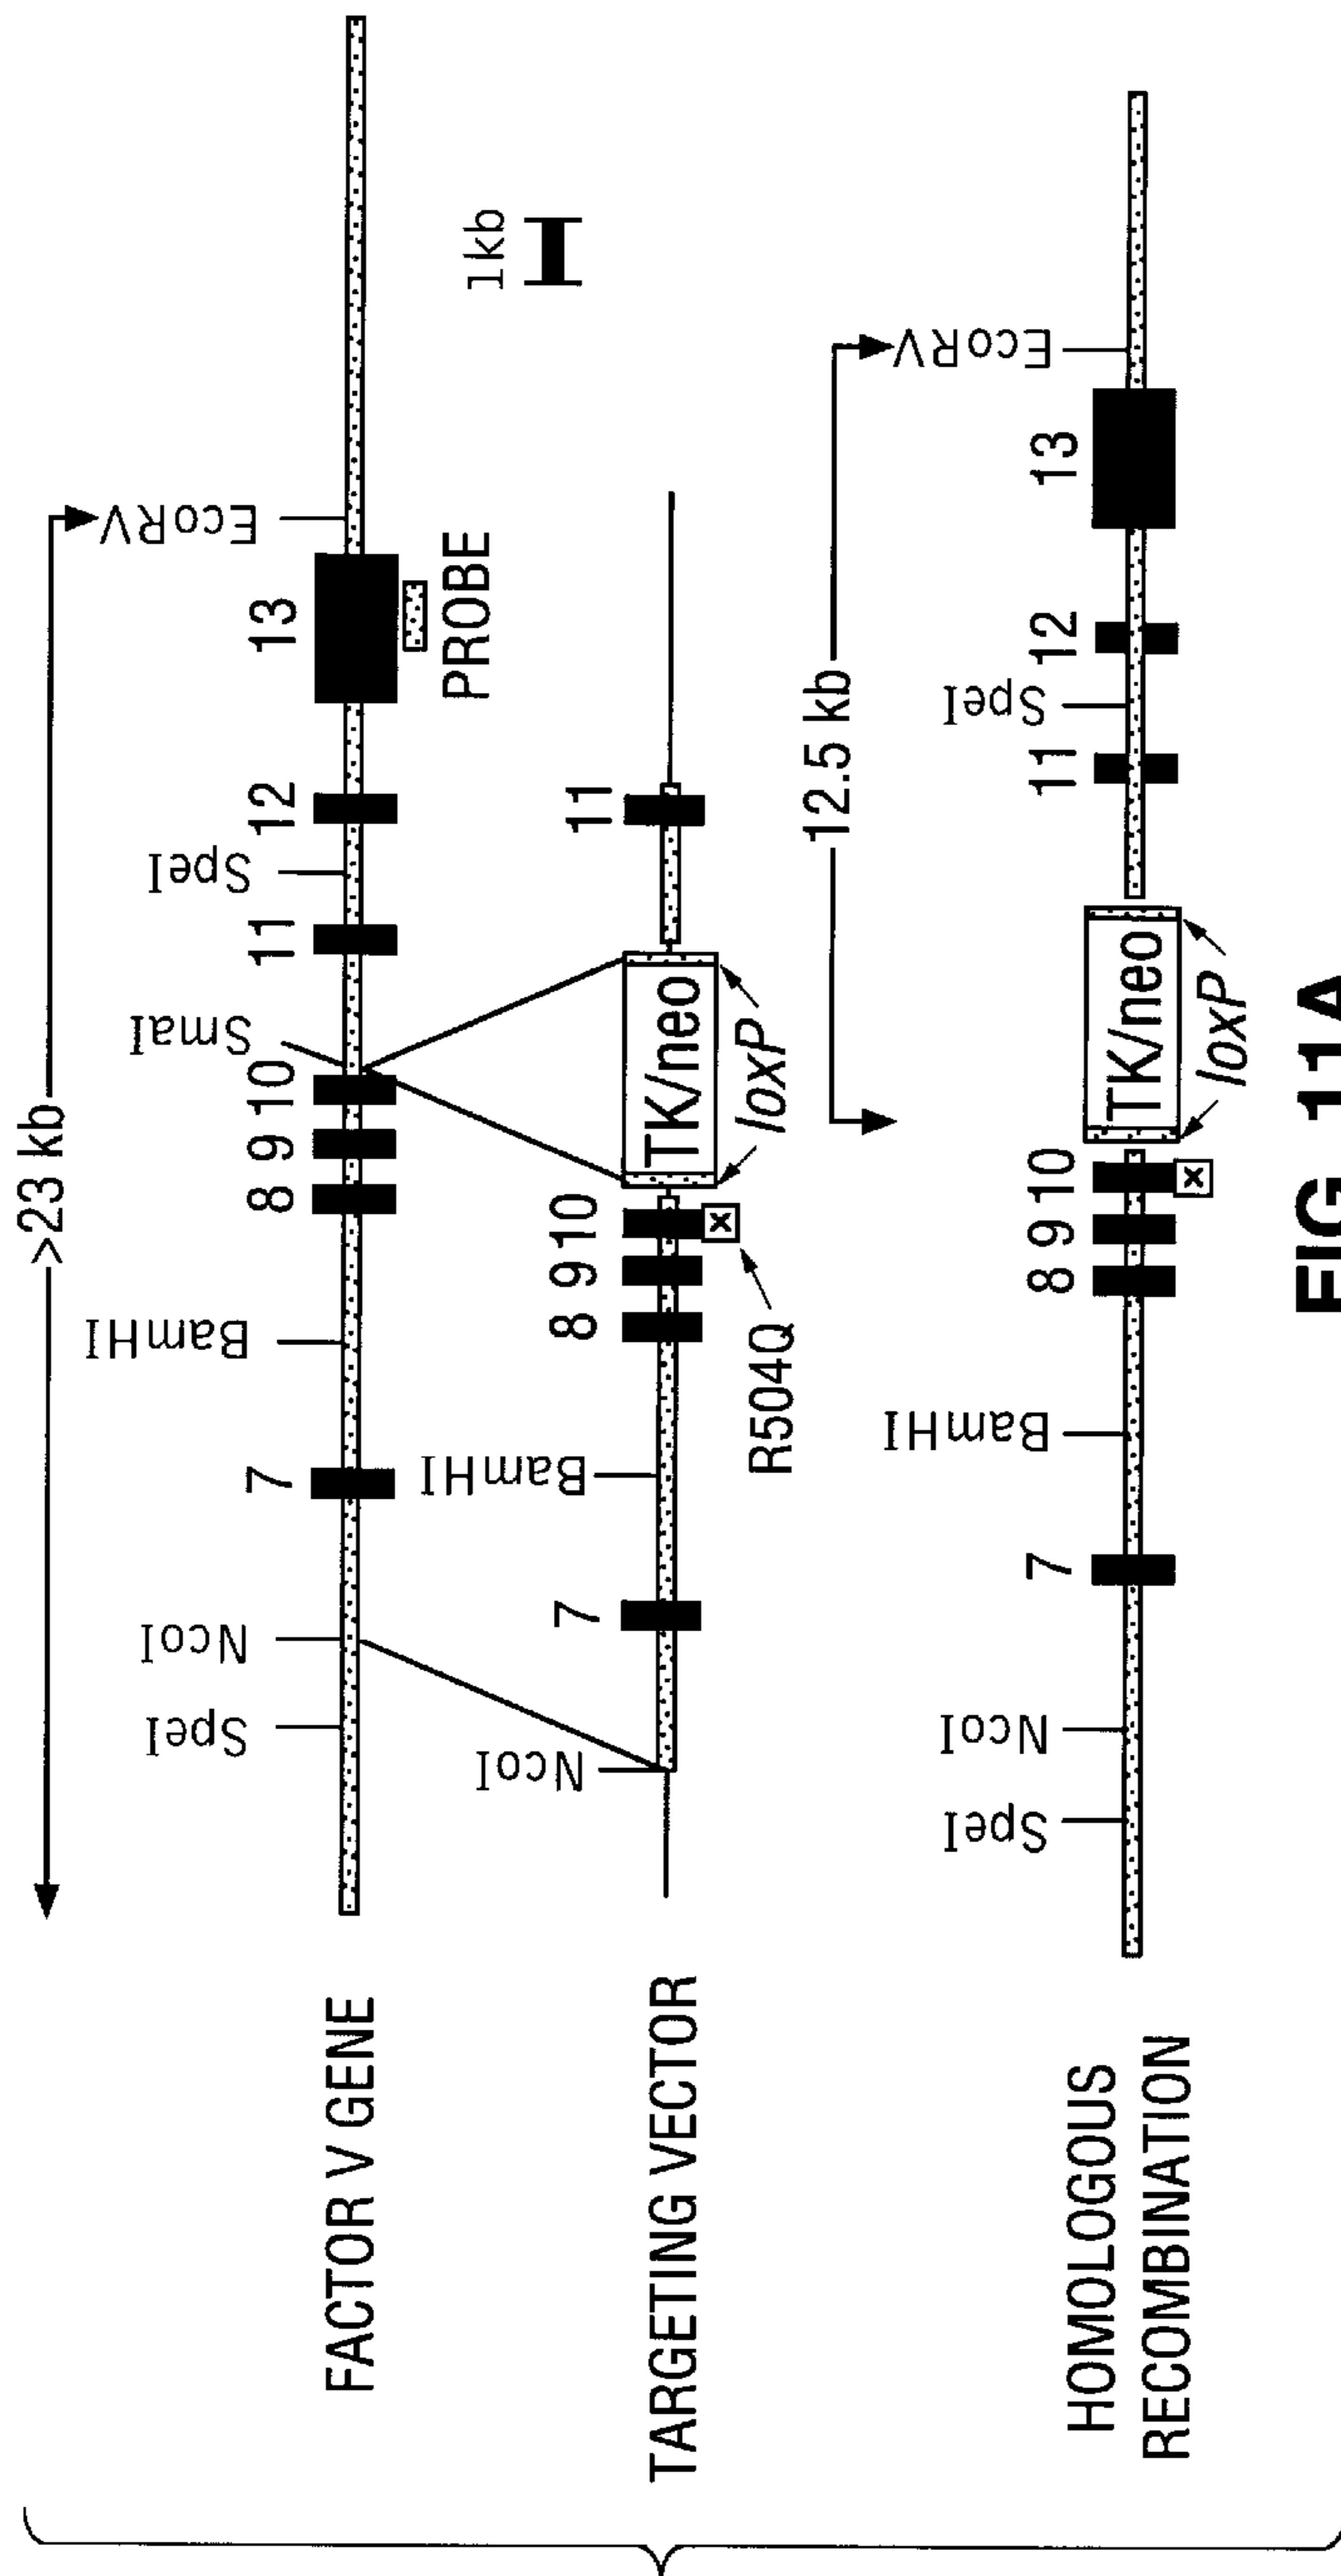 >23 kb
SpeI
NcoI
BamHI
SmaI
SpeI
EcoRV
7
8
9
10
11
12
13
FACTOR V GENE
PROBE
1kb
NcoI
BamHI
7
8
9
10
11
TARGETING VECTOR
TK/neo
x
loxP
R504Q
12.5 kb
SpeI
NcoI
BamHI
SpeI
EcoRV
7
8
9
10
11
12
13
HOMOLOGOUS
RECOMBINATION
TK/neo
x
loxP
FIG. 11A